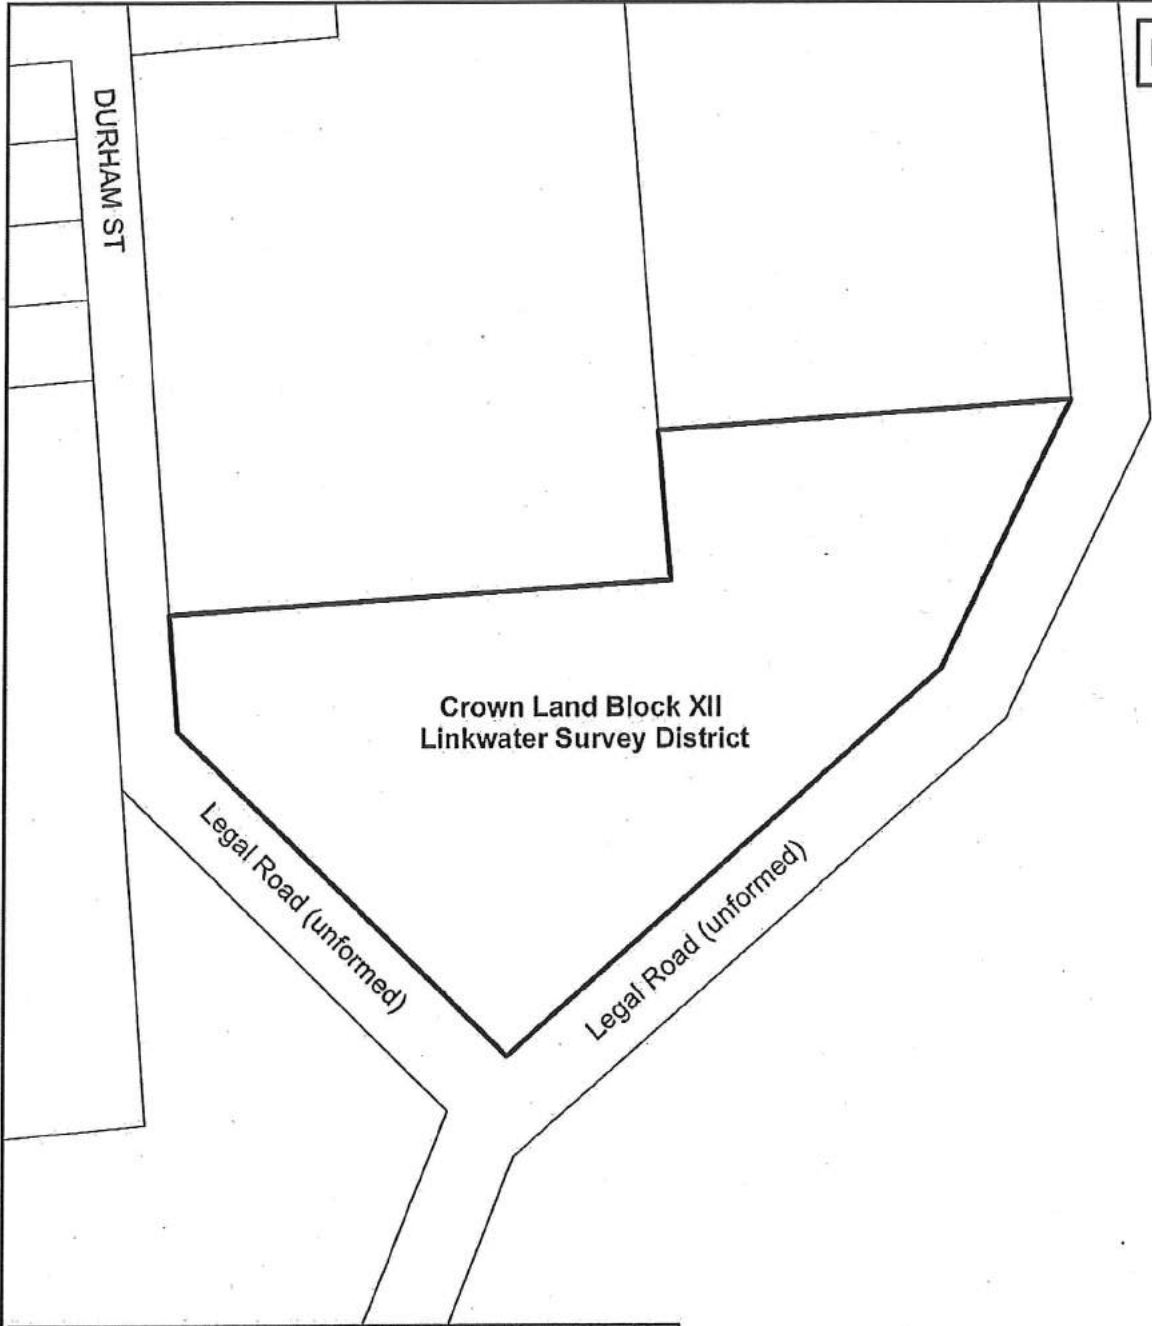 DURHAM ST
Crown Land Block XII
Linkwater Survey District
Legal Road (unformed)
Legal Road (unformed)